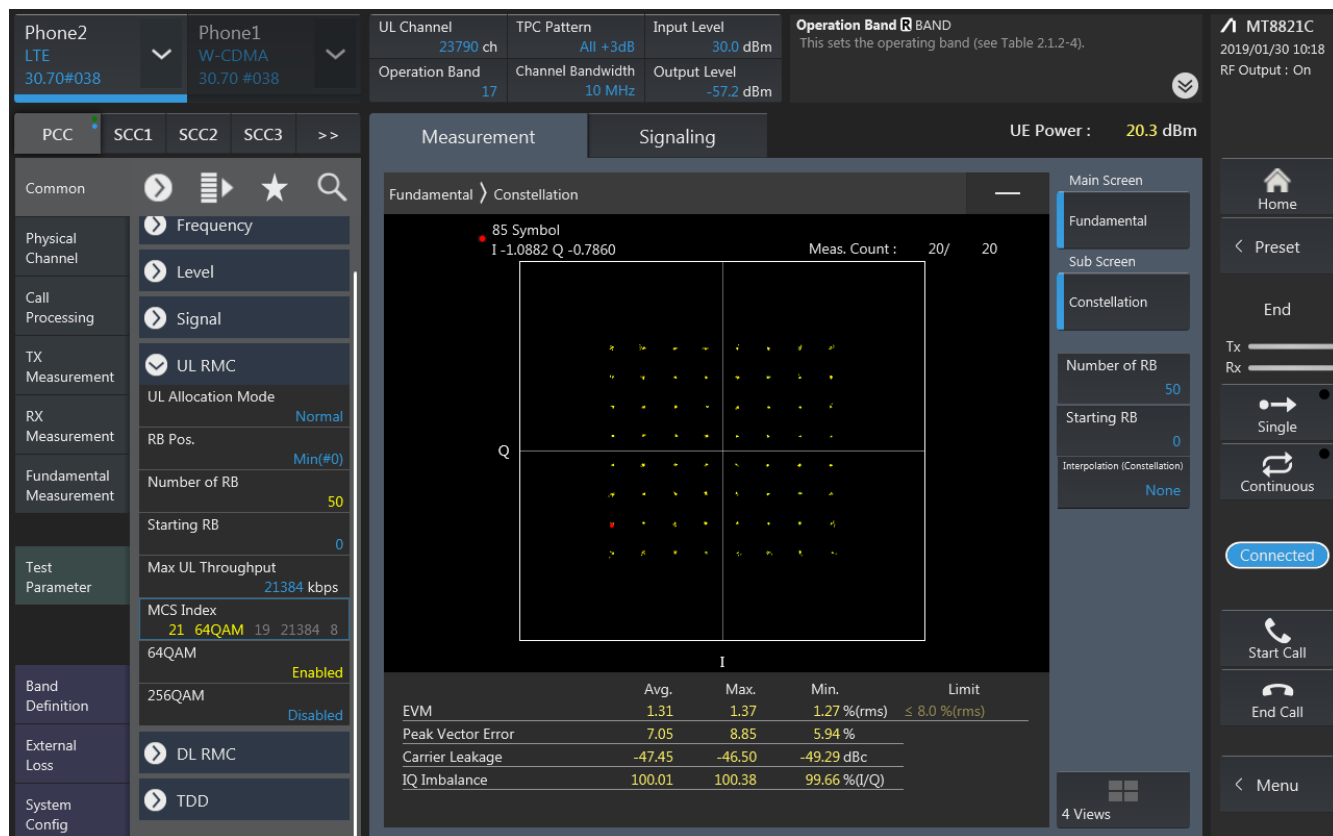 Phone2
LTE
30.70#038
Phone1
W-CDMA
30.70 #038
UL Channel
23790 ch
TPC Pattern
All +3dB
Input Level
30.0 dBm
Operation Band
17
Channel Bandwidth
10 MHz
Output Level
-57.2 dBm
Operation Band R BAND
This sets the operating band (see Table 2.1.2-4).
MT8821C
2019/01/30 10:18
RF Output : On
PCC SCC1 SCC2 SCC3 >>
Measurement
Signaling
UE Power : 20.3 dBm
Common
Physical
Channel
Call
Processing
TX
Measurement
RX
Measurement
Fundamental
Measurement
Test
Parameter
Band
Definition
External
Loss
System
Config
Frequency
Level
Signal
UL RMC
UL Allocation Mode
Normal
RB Pos.
Min(#0)
Number of RB
50
Starting RB
0
Max UL Throughput
21384 kbps
MCS Index
21 64QAM 19 21384 8
64QAM
Enabled
256QAM
Disabled
DL RMC
TDD
Fundamental 〉 Constellation
85 Symbol
I -1.0882 Q -0.7860
Meas. Count : 20/ 20
Q
I
Avg. Max. Min. Limit
EVM 1.31 1.37 1.27 %(rms) ≤ 8.0 %(rms)
Peak Vector Error 7.05 8.85 5.94 %
Carrier Leakage -47.45 -46.50 -49.29 dBc
IQ Imbalance 100.01 100.38 99.66 %(I/Q)
Main Screen
Fundamental
Sub Screen
Constellation
Number of RB
50
Starting RB
0
Interpolation (Constellation)
None
4 Views
Home
< Preset
End
Tx
Rx
Single
Continuous
Connected
Start Call
End Call
< Menu